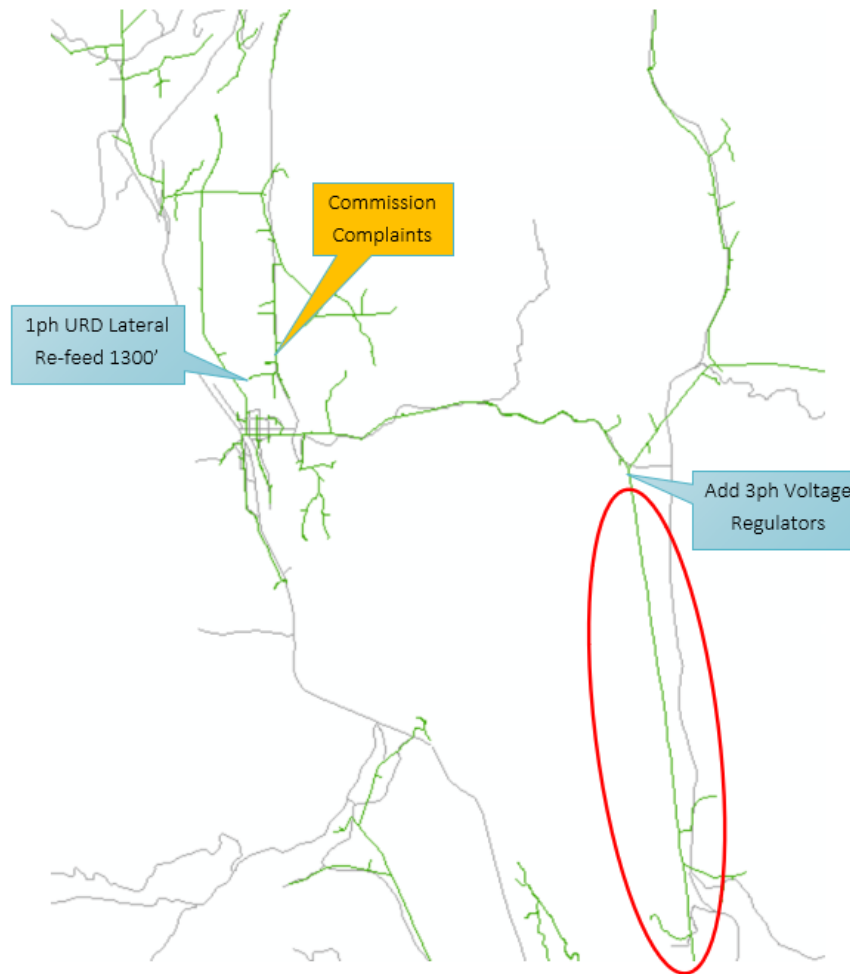 Commission
Complaints
1ph URD Lateral
Re-feed 1300’
Add 3ph Voltage
Regulators